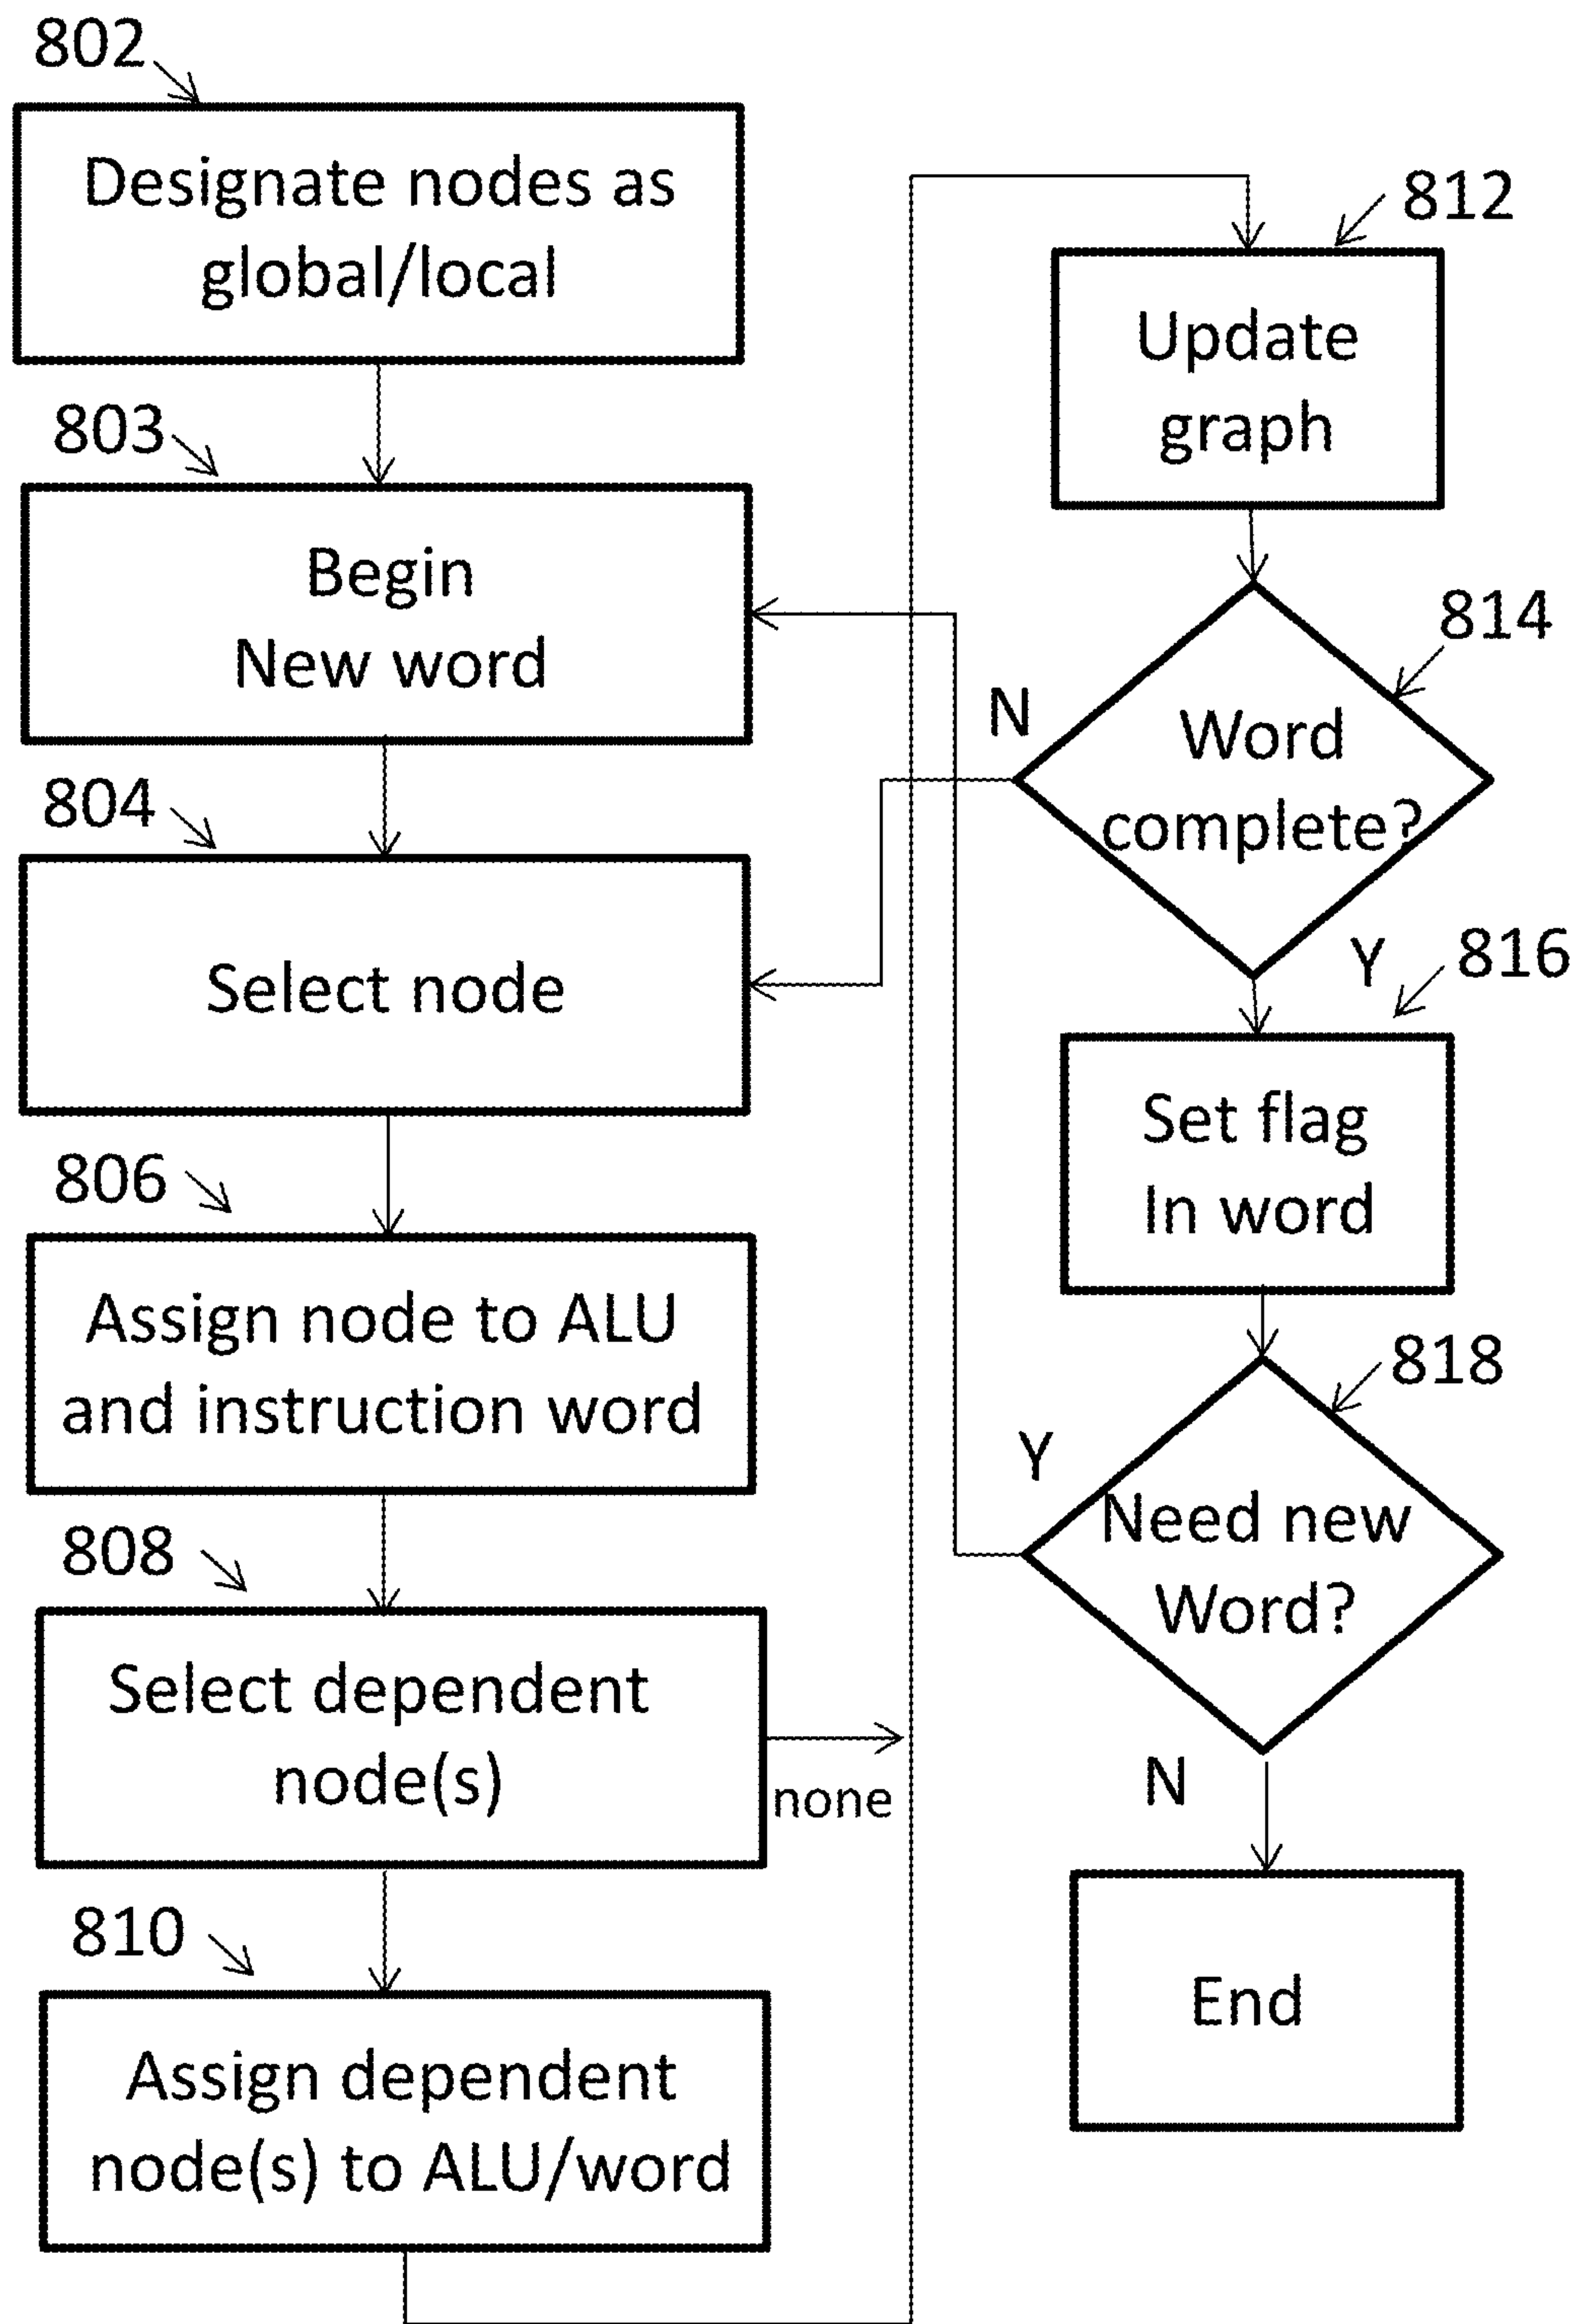 802
Designate nodes as
global/local
803
Begin
New word
804
Select node
806
Assign node to ALU
and instruction word
808
Select dependent
node(s)
none
810
Assign dependent
node(s) to ALU/word
812
Update
graph
814
N
Word
complete?
Y
816
Set flag
In word
818
Y
Need new
Word?
N
End